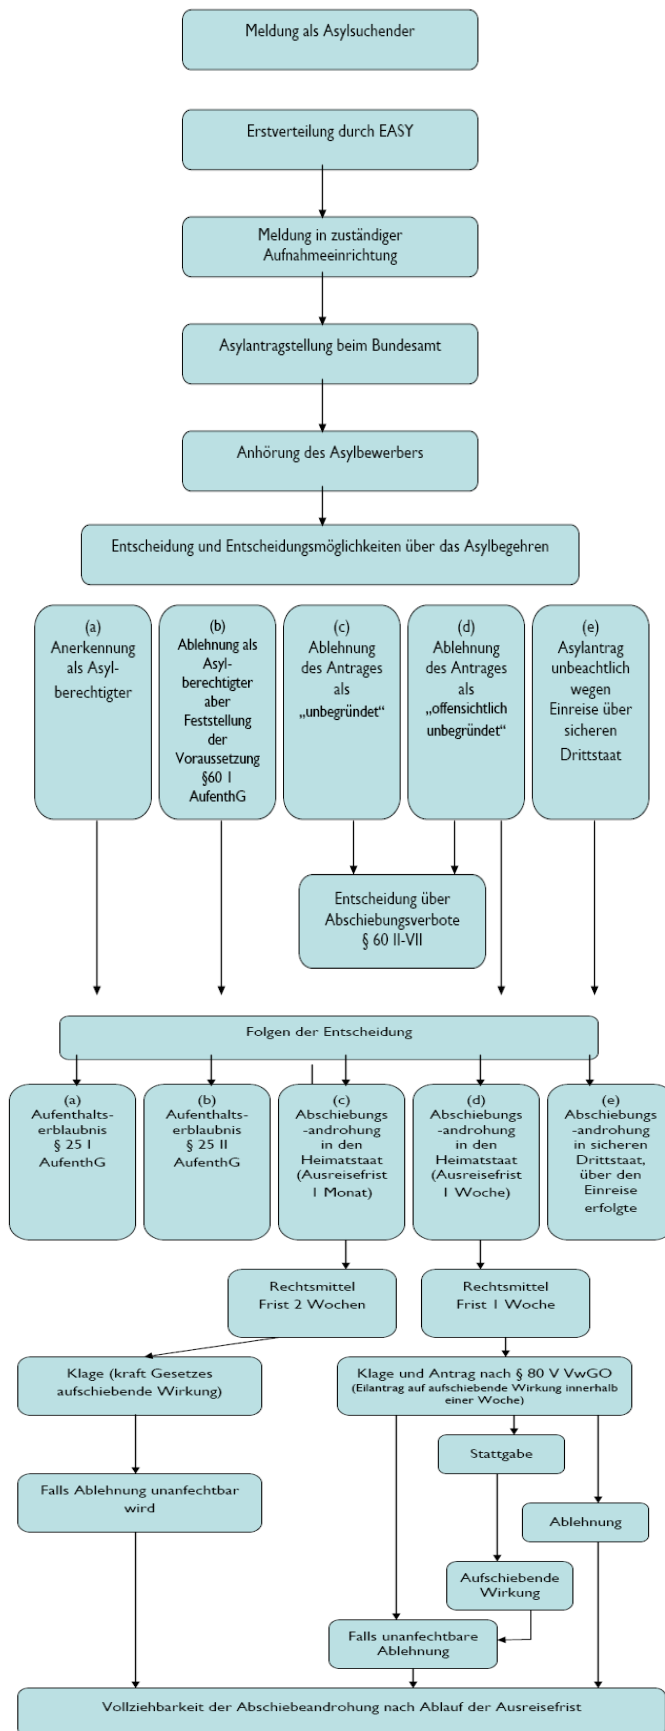 Meldung als Asylsuchender
Erstverteilung durch EASY
Meldung in zuständiger
Aufnahmeeinrichtung
Asylantragstellung beim Bundesamt
Anhörung des Asylbewerbers
Entscheidung und Entscheidungsmöglichkeiten über das Asylbegehren
(a)
Anerkennung
als Asyl-
berechtigter
(b)
Ablehnung als
Asyl-
berechtigter
aber
Feststellung
der
Voraussetzung
§60 I
AufenthG
(c)
Ablehnung
des Antrages
als
„unbegründet“
(d)
Ablehnung
des Antrages
als
„offensichtlich
unbegründet“
(e)
Asylantrag
unbeachtlich
wegen
Einreise über
sicheren
Drittstaat
Entscheidung über
Abschiebungsverbote
§ 60 II-VII
Folgen der Entscheidung
(a)
Aufenthalts-
erlaubnis
§ 25 I
AufenthG
(b)
Aufenthalts-
erlaubnis
§ 25 II
AufenthG
(c)
Abschiebungs
-androhung
in den
Heimatstaat
(Ausreisefrist
1 Monat)
(d)
Abschiebungs
-androhung
in den
Heimatstaat
(Ausreisefrist
1 Woche)
(e)
Abschiebungs
-androhung
in sicheren
Drittstaat,
über den
Einreise
erfolgte
Rechtsmittel
Frist 2 Wochen
Rechtsmittel
Frist 1 Woche
Klage (kraft Gesetzes
aufschiebende Wirkung)
Klage und Antrag nach § 80 V VwGO
(Eilantrag auf aufschiebende Wirkung innerhalb
einer Woche)
Stattgabe
Falls Ablehnung unanfechtbar
wird
Ablehnung
Aufschiebende
Wirkung
Falls unanfechtbare
Ablehnung
Vollziehbarkeit der Abschiebeandrohung nach Ablauf der Ausreisefrist